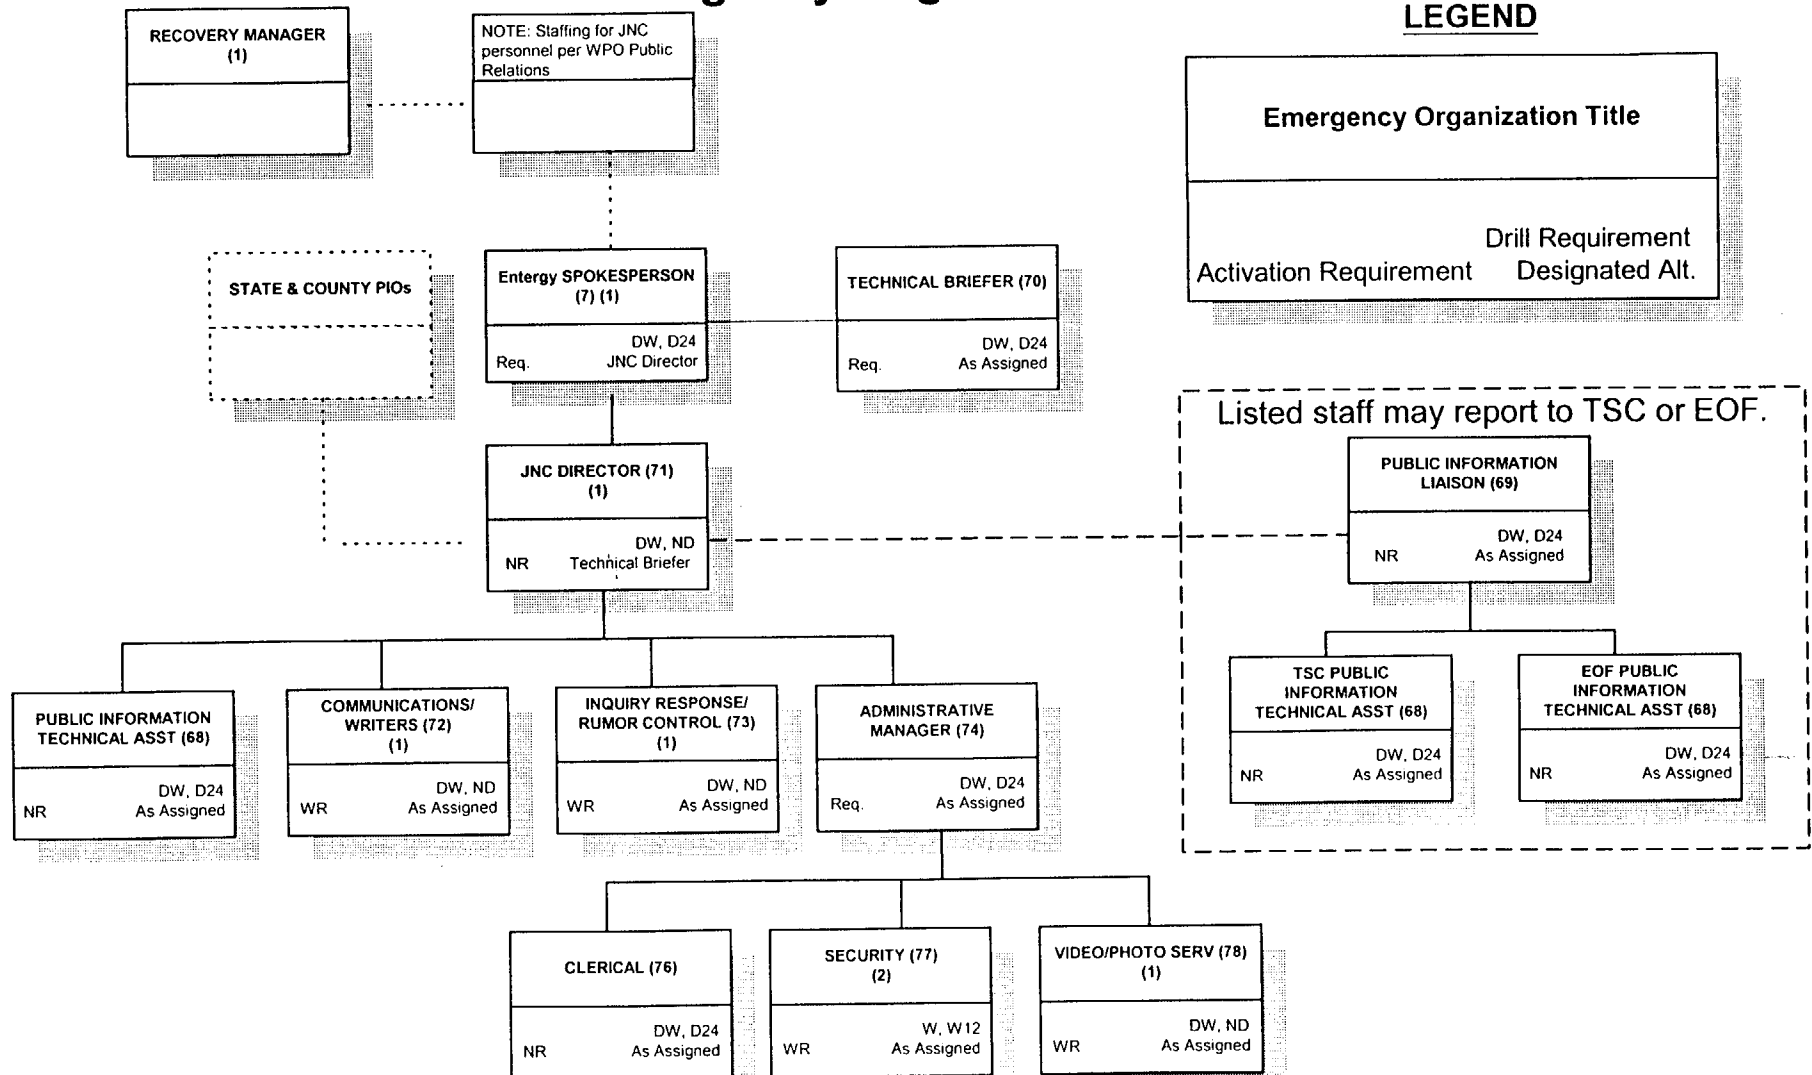 LEGEND
RECOVERY MANAGER
(1)
NOTE: Staffing for JNC
personnel per WPO Public
Relations
Emergency Organization Title
Drill Requirement
Activation Requirement Designated Alt.
STATE & COUNTY PIOs
Entergy SPOKESPERSON
(7) (1)
DW, D24
Req. JNC Director
TECHNICAL BRIEFER (70)
DW, D24
Req. As Assigned
Listed staff may report to TSC or EOF.
JNC DIRECTOR (71)
(1)
DW, ND
NR Technical Briefer
PUBLIC INFORMATION
LIAISON (69)
DW, D24
NR As Assigned
PUBLIC INFORMATION
TECHNICAL ASST (68)
DW, D24
NR As Assigned
COMMUNICATIONS/
WRITERS (72)
(1)
DW, ND
WR As Assigned
INQUIRY RESPONSE/
RUMOR CONTROL (73)
(1)
DW, ND
WR As Assigned
ADMINISTRATIVE
MANAGER (74)
DW, D24
Req. As Assigned
TSC PUBLIC
INFORMATION
TECHNICAL ASST (68)
DW, D24
NR As Assigned
EOF PUBLIC
INFORMATION
TECHNICAL ASST (68)
DW, D24
NR As Assigned
CLERICAL (76)
DW, D24
NR As Assigned
SECURITY (77)
(2)
W, W12
WR As Assigned
VIDEO/PHOTO SERV (78)
(1)
DW, ND
WR As Assigned